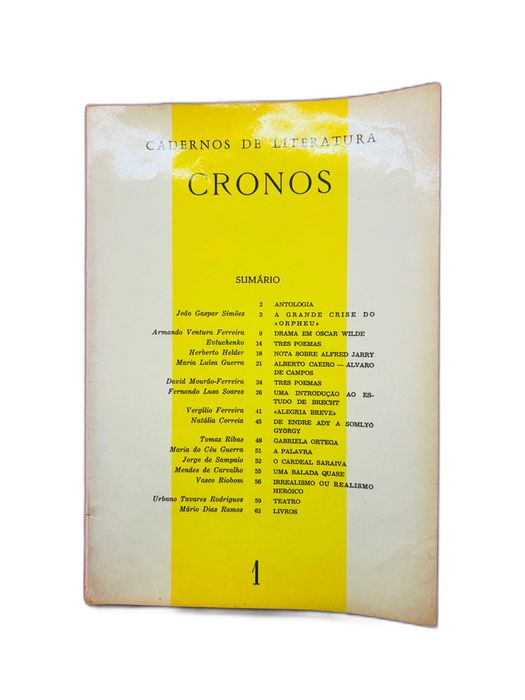 CADERNOS DE LITERATURA
CRONOS
SUMÁRIO
2 ANTOLOGIA
João Gaspar Simões 3 A GRANDE CRISE DO
«ORPHEU»
Armando Ventura Ferreira 9 DRAMA EM OSCAR WILDE
Evtuchenko 14 TRÊS POEMAS
Herberto Helder 18 NOTA SOBRE ALFRED JARRY
Maria Luísa Guerra 21 ALBERTO CAEIRO — ÁLVARO
DE CAMPOS
David Mourão-Ferreira 24 TRÊS POEMAS
Fernando Luso Soares 26 UMA INTRODUÇÃO AO ES-
TUDO DE BRECHT
Vergílio Ferreira 41 «ALEGRIA BREVE»
Natália Correia 45 DE ENDRE ADY A SOMLYÓ
GYÖRGY
Tomaz Ribas 48 GABRIELA ORTEGA
Maria do Céu Guerra 51 A PALAVRA
Jorge de Sampaio 52 O CARDEAL SARAIVA
Mendes de Carvalho 55 UMA BALADA QUASE
Vasco Riobom 56 IRREALISMO OU REALISMO
HERÓICO
Urbano Tavares Rodrigues 59 TEATRO
Mário Dias Ramos 62 LIVROS
1